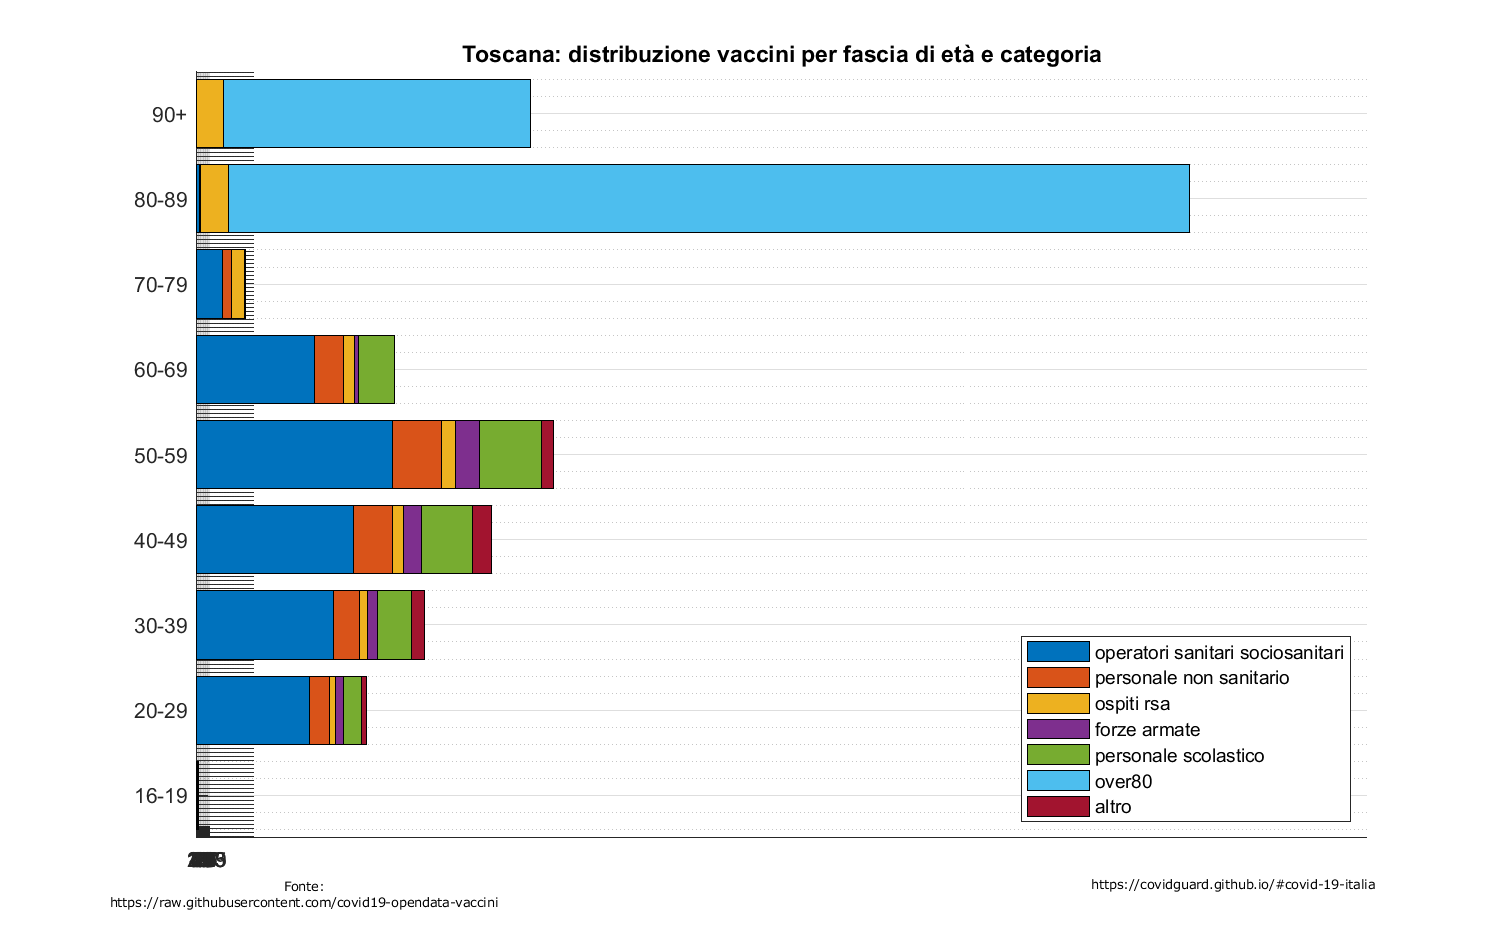 Toscana: distribuzione vaccini per fascia di età e categoria
90+
80-89
70-79
60-69
50-59
40-49
30-39
20-29
16-19
operatori sanitari sociosanitari
personale non sanitario
ospiti rsa
forze armate
personale scolastico
over80
altro
Fonte:
https://raw.githubusercontent.com/covid19-opendata-vaccini
https://covidguard.github.io/#covid-19-italia